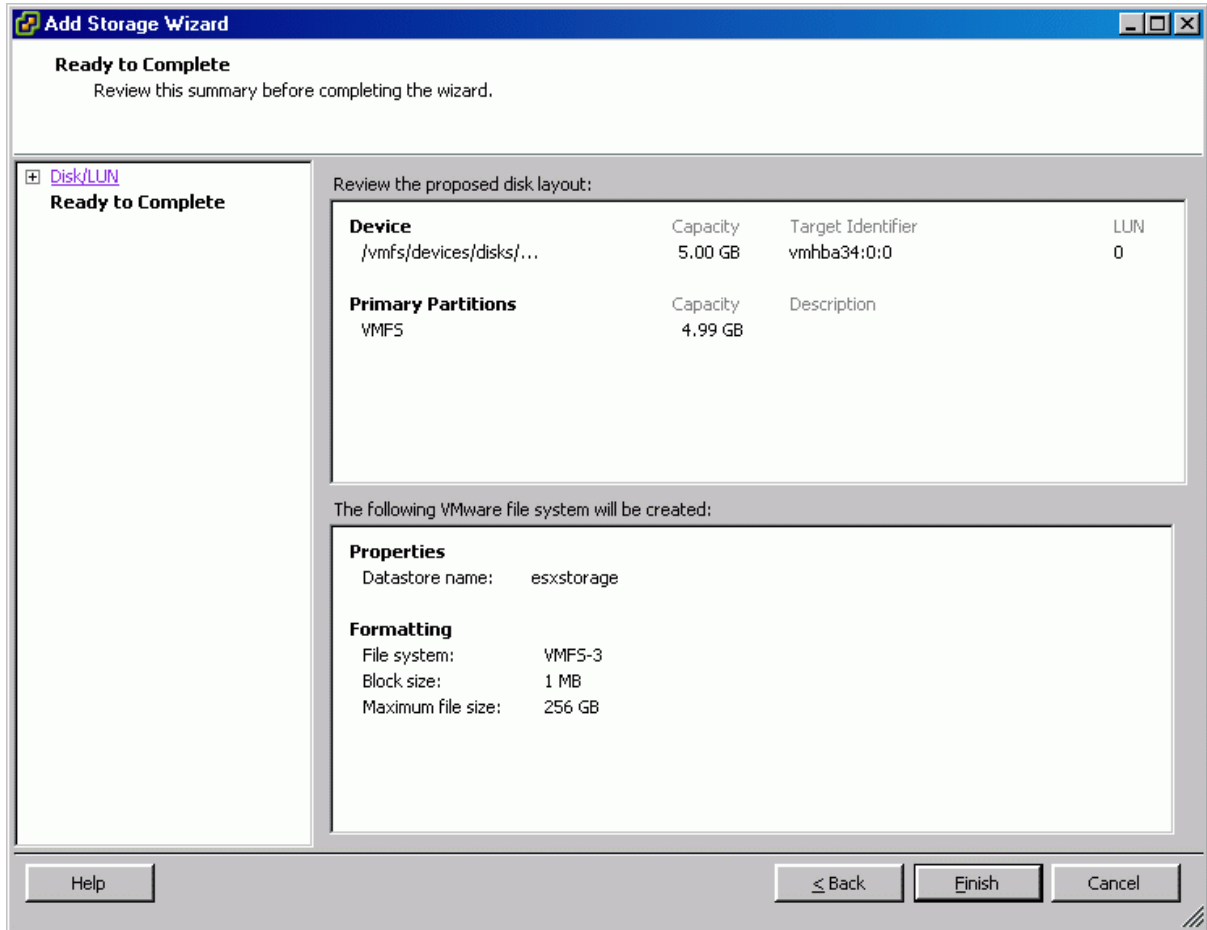 Add Storage Wizard
Ready to Complete
Review this summary before completing the wizard.
Disk/LUN
Ready to Complete
Review the proposed disk layout:
Device Capacity Target Identifier LUN
/vmfs/devices/disks/... 5.00 GB vmhba34:0:0 0
Primary Partitions Capacity Description
VMFS 4.99 GB
The following VMware file system will be created:
Properties
Datastore name: esxstorage
Formatting
File system: VMFS-3
Block size: 1 MB
Maximum file size: 256 GB
Help < Back Finish Cancel